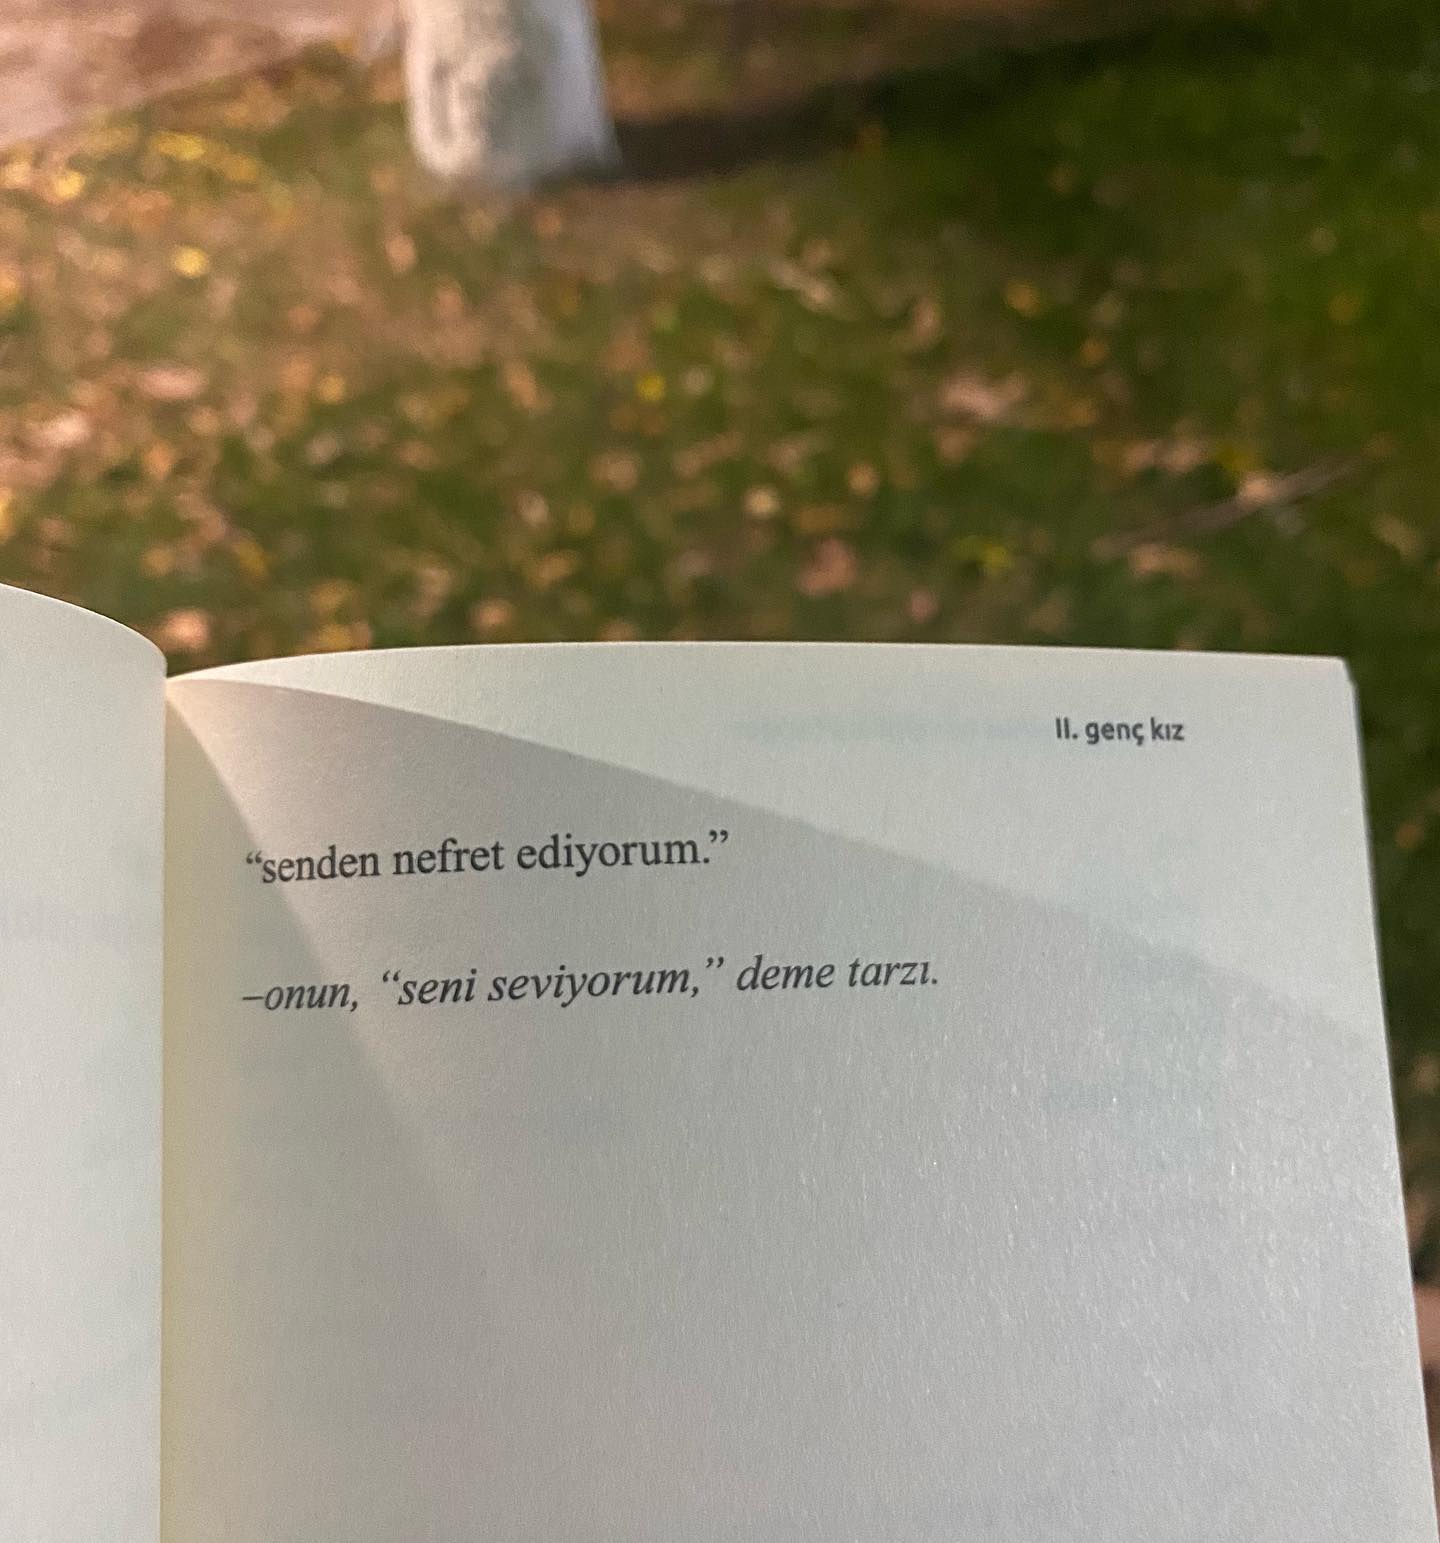 II. genç kız
“senden nefret ediyorum.”
–onun, “seni seviyorum,” deme tarzı.